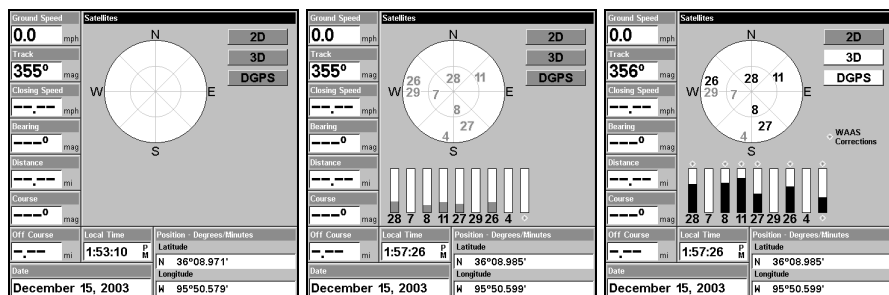 Ground Speed
0.0 mph
Track
355º mag
Closing Speed
--.-- mph
Bearing
---º mag
Distance
--.-- mi
Course
---º mag
Off Course
-.-- mi
Date
December 15, 2003
Satellites
N
W E
S
2D
3D
DGPS
Local Time
1:53:10 PM
Position - Degrees/Minutes
Latitude
N 36º08.971'
Longitude
W 95º50.579'
Ground Speed
0.0 mph
Track
355º mag
Closing Speed
--.-- mph
Bearing
---º mag
Distance
--.-- mi
Course
---º mag
Off Course
-.-- mi
Date
December 15, 2003
Satellites
N
W E
S
26 28 11
29 7
8
27
4
2D
3D
DGPS
28 7 8 11 27 29 26 4
Local Time
1:57:26 PM
Position - Degrees/Minutes
Latitude
N 36º08.985'
Longitude
W 95º50.599'
Ground Speed
0.0 mph
Track
356º mag
Closing Speed
--.-- mph
Bearing
---º mag
Distance
--.-- mi
Course
---º mag
Off Course
-.-- mi
Date
December 15, 2003
Satellites
N
W E
S
26 28 11
29 7
8
27
4
2D
3D
DGPS
WAAS
Corrections
28 7 8 11 27 29 26 4
Local Time
1:57:26 PM
Position - Degrees/Minutes
Latitude
N 36º08.985'
Longitude
W 95º50.599'